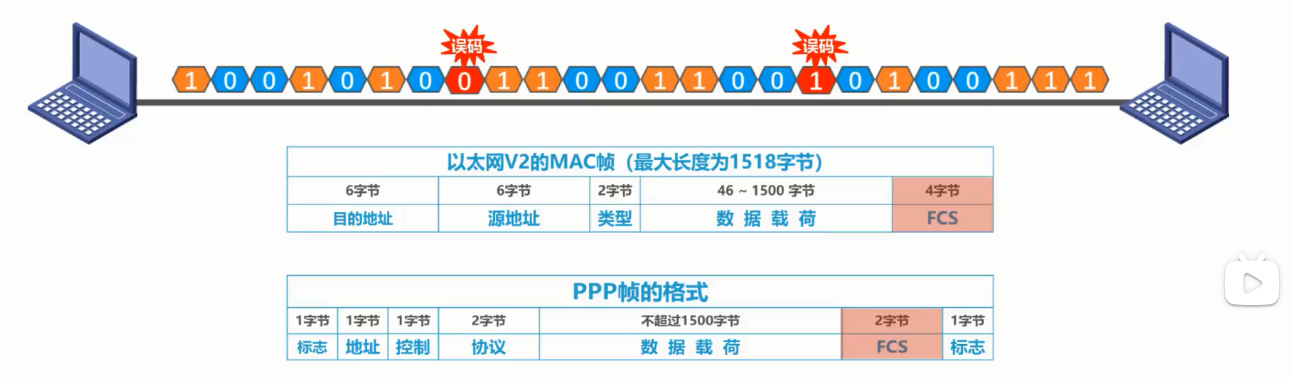 误码 误码
1 0 0 1 0 1 0 0 1 1 0 0 1 1 0 0 1 0 1 0 0 1 1 1
以太网V2的MAC帧（最大长度为1518字节）
6字节 6字节 2字节 46 ~ 1500 字节 4字节
目的地址 源地址 类型 数 据 载 荷 FCS
PPP帧的格式
1字节 1字节 1字节 2字节 不超过1500字节 2字节 1字节
标志 地址 控制 协议 数 据 载 荷 FCS 标志